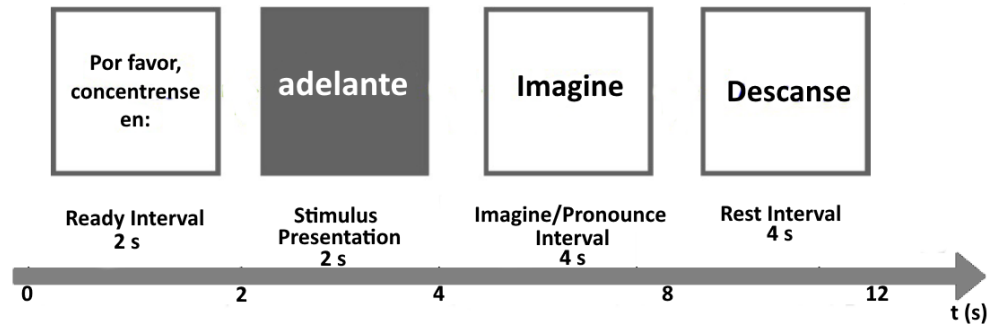 Por favor,
concentrense
en:
adelante
Imagine
Descanse
Ready Interval
2 s
Stimulus
Presentation
2 s
Imagine/Pronounce
Interval
4 s
Rest Interval
4 s
0
2
4
8
12
t (s)